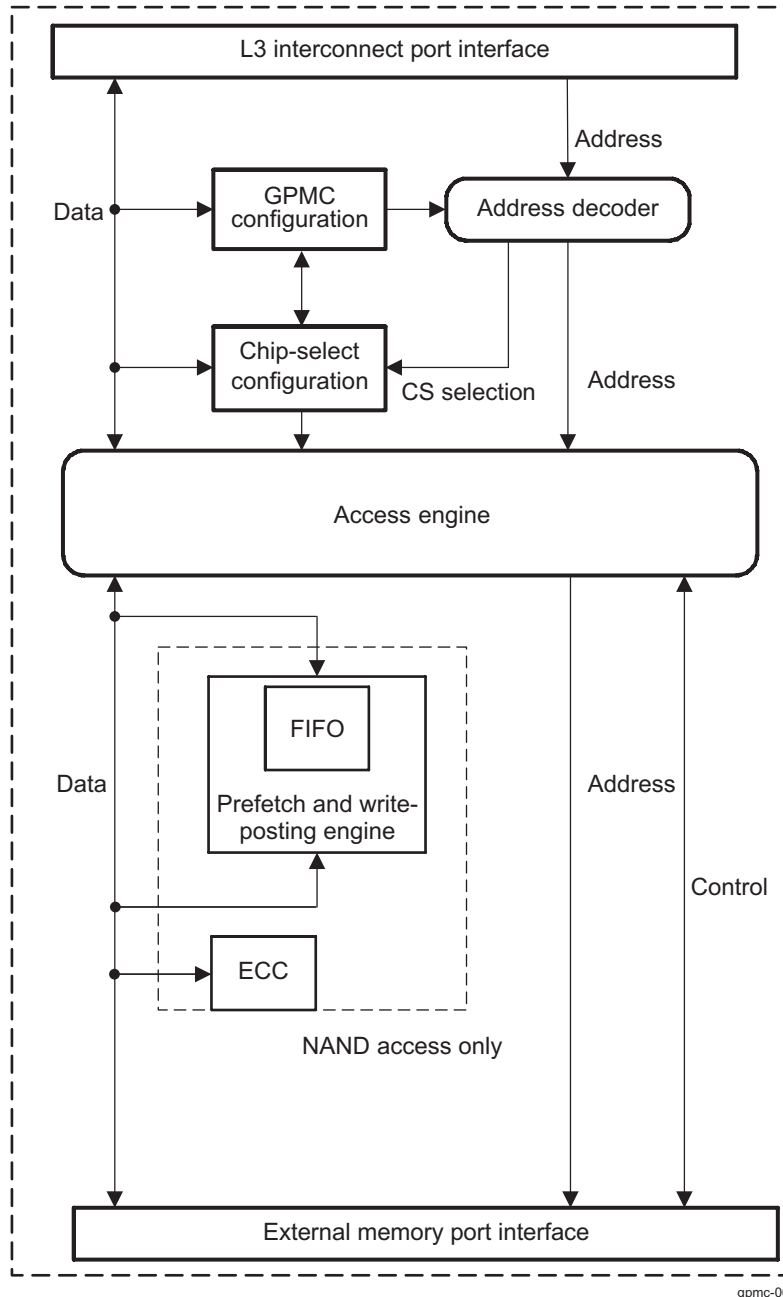 L3 interconnect port interface
Address
GPMC
configuration
Address decoder
Data
Chip-select
configuration
CS selection
Address
Access engine
FIFO
Prefetch and write-
posting engine
Data
Address
Control
ECC
NAND access only
External memory port interface